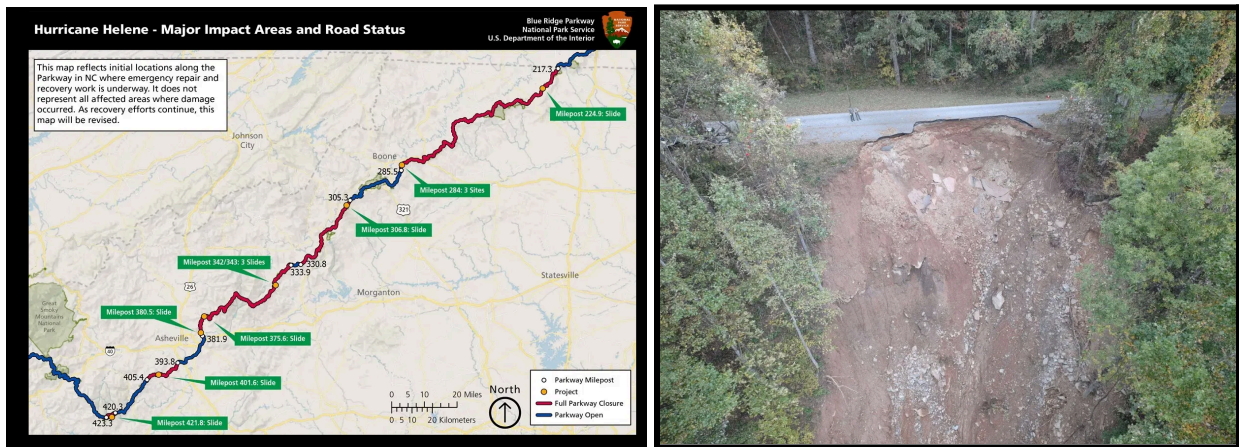 Hurricane Helene - Major Impact Areas and Road Status
Blue Ridge Parkway
National Park Service
U.S. Department of the Interior
This map reflects initial locations along the
Parkway in NC where emergency repair and
recovery work is underway. It does not
represent all affected areas where damage
occurred. As recovery efforts continue, this
map will be revised.
217.3
Milepost 224.9: Slide
Johnson
City
Boone
285.5
Milepost 284: 3 Sites
305.3
321
Milepost 306.8: Slide
Milepost 342/343: 3 Slides
330.8
333.9
Statesville
26
Morganton
Great
Smoky
Mountains
National
Park
Milepost 380.5: Slide
Asheville
381.9
Milepost 375.6: Slide
40
393.8
405.4
Milepost 401.6: Slide
420.3
423.3
Milepost 421.8: Slide
0 5 10 20 Miles
0 5 10 20 Kilometers
North
Parkway Milepost
Project
Full Parkway Closure
Parkway Open